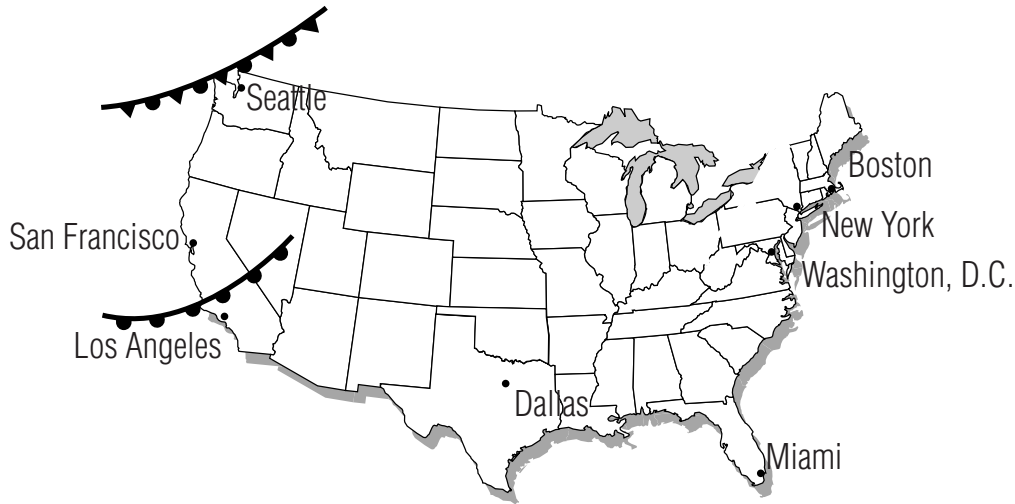 Seattle
Boston
New York
San Francisco
Washington, D.C.
Los Angeles
Dallas
Miami